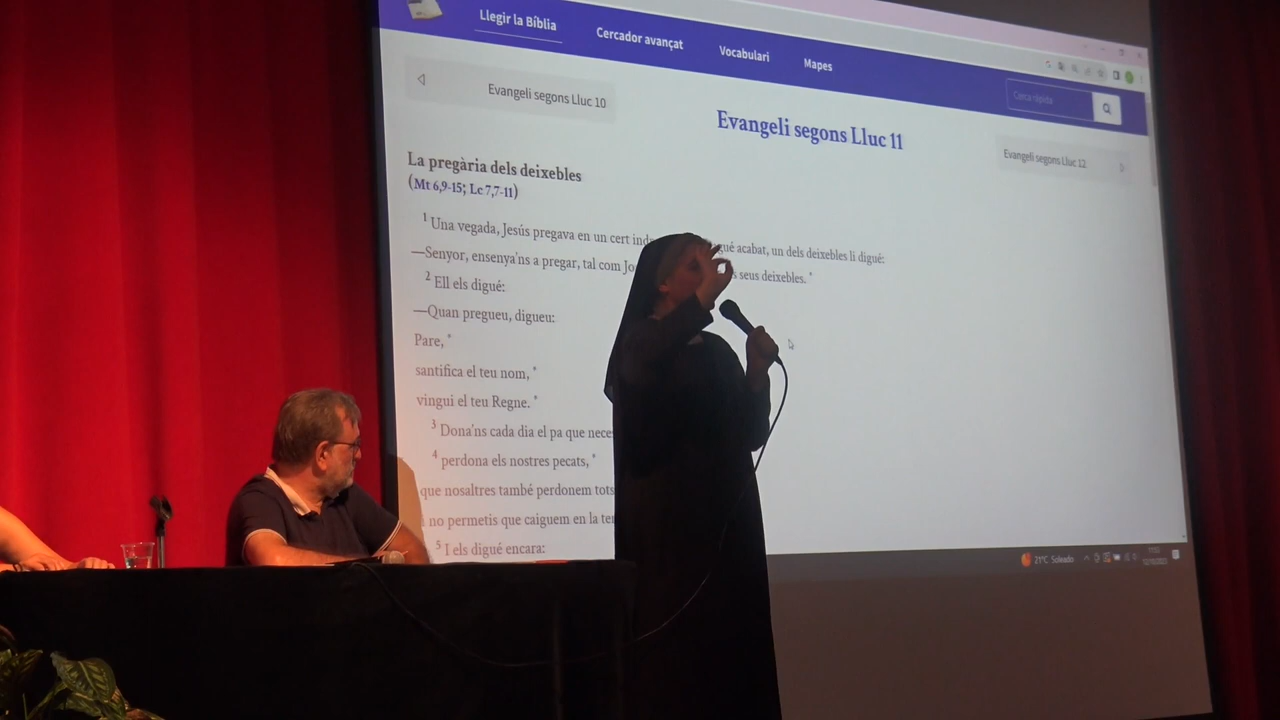 Llegir la Bíblia
Cercador avançat
Vocabulari
Mapes
Cerca ràpida
Evangeli segons Lluc 10
Evangeli segons Lluc 11
Evangeli segons Lluc 12
La pregària dels deixebles
(Mt 6,9-15; Lc 7,7-11)
1 Una vegada, Jesús pregava en un cert gué acabat, un dels deixebles li digué:
—Senyor, ensenya'ns a pregar, tal com seus deixebles. *
2 Ell els digué:
—Quan pregueu, digueu:
Pare, *
santifica el teu nom, *
vingui el teu Regne. *
3 Dona'ns cada dia el pa que
4 perdona els nostres pecats, *
que nosaltres també perdonem tots
i no permetis que caiguem en la
5 I els digué encara:
21°C Soleado